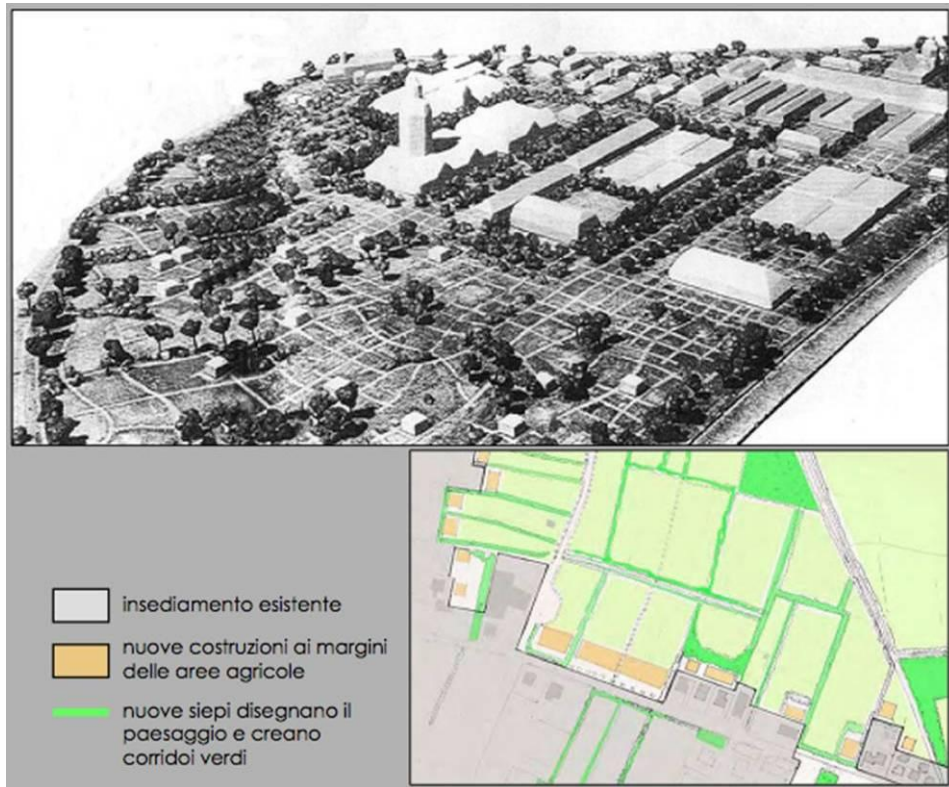 insediamento esistente
nuove costruzioni ai margini
delle aree agricole
nuove siepi disegnano il
paesaggio e creano
corridoi verdi